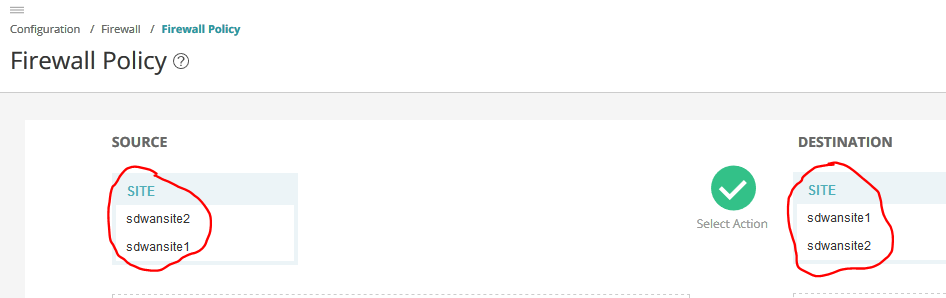 Configuration / Firewall / Firewall Policy
Firewall Policy ?
SOURCE
DESTINATION
SITE
sdwansite2
sdwansite1
Select Action
SITE
sdwansite1
sdwansite2